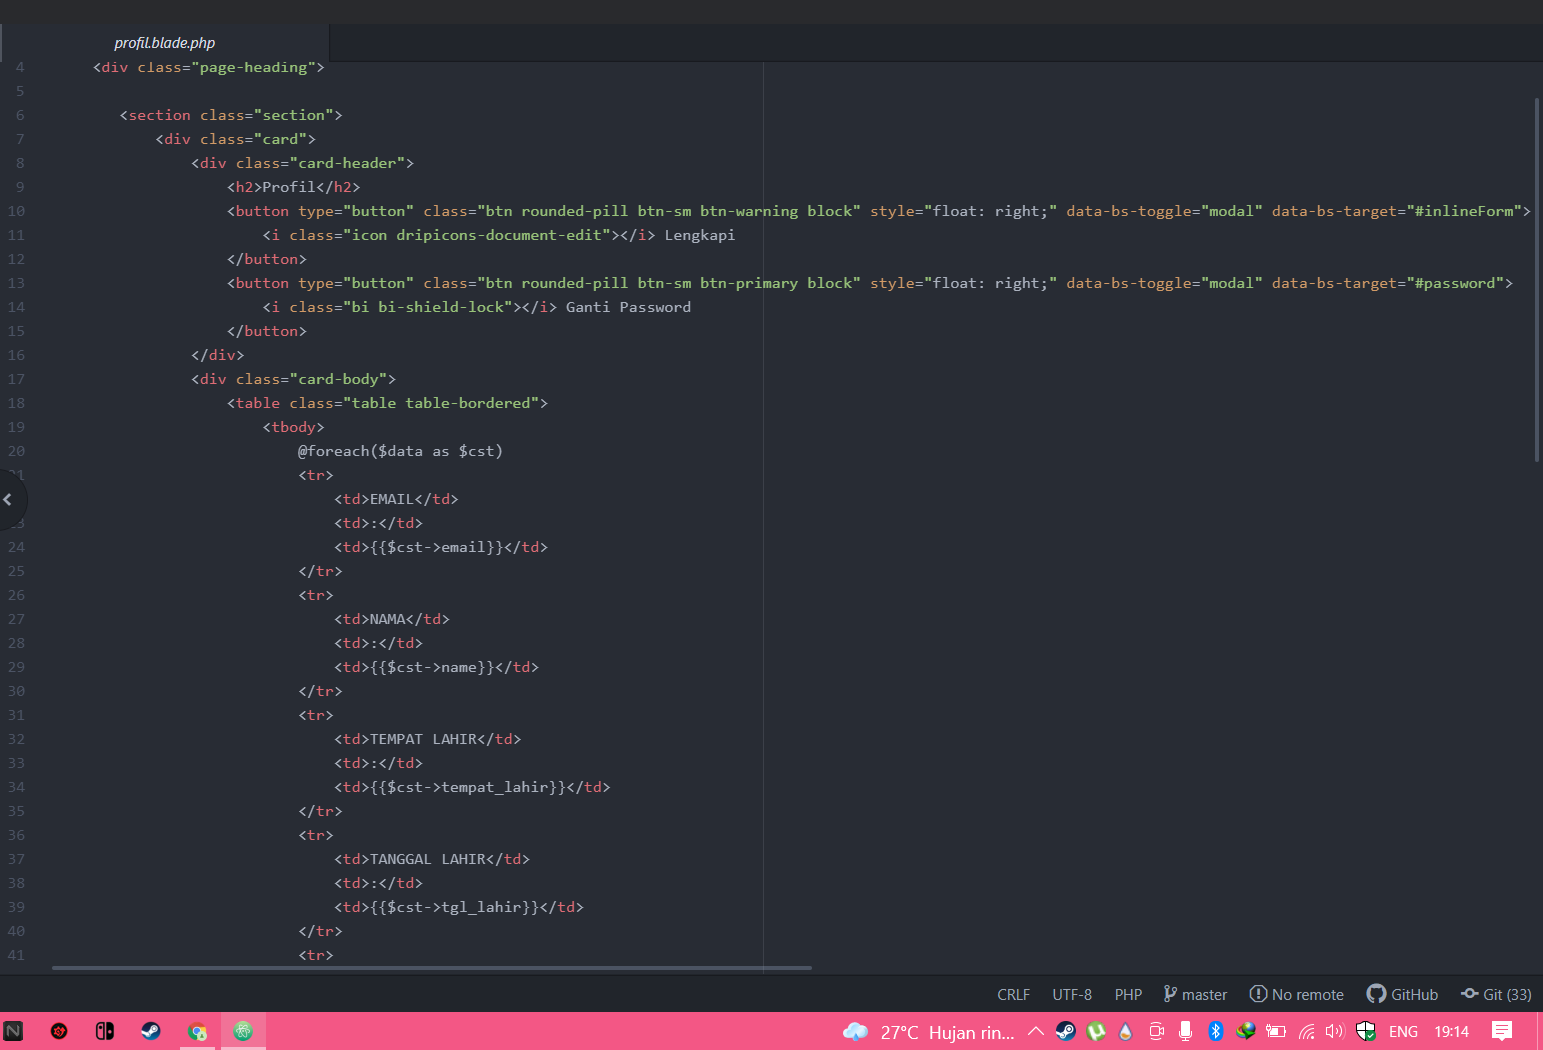 profil.blade.php
4 <div class="page-heading">
5
6 <section class="section">
7 <div class="card">
8 <div class="card-header">
9 <h2>Profil</h2>
10 <button type="button" class="btn rounded-pill btn-sm btn-warning block" style="float: right;" data-bs-toggle="modal" data-bs-target="#inlineForm">
11 <i class="icon dripicons-document-edit"></i> Lengkapi
12 </button>
13 <button type="button" class="btn rounded-pill btn-sm btn-primary block" style="float: right;" data-bs-toggle="modal" data-bs-target="#password">
14 <i class="bi bi-shield-lock"></i> Ganti Password
15 </button>
16 </div>
17 <div class="card-body">
18 <table class="table table-bordered">
19 <tbody>
20 @foreach($data as $cst)
<tr>
<td>EMAIL</td>
<td>:</td>
24 <td>{{$cst->email}}</td>
25 </tr>
26 <tr>
27 <td>NAMA</td>
28 <td>:</td>
29 <td>{{$cst->name}}</td>
30 </tr>
31 <tr>
32 <td>TEMPAT LAHIR</td>
33 <td>:</td>
34 <td>{{$cst->tempat_lahir}}</td>
35 </tr>
36 <tr>
37 <td>TANGGAL LAHIR</td>
38 <td>:</td>
39 <td>{{$cst->tgl_lahir}}</td>
40 </tr>
41 <tr>
CRLF UTF-8 PHP master No remote GitHub Git (33)
27°C Hujan rin... ENG 19:14